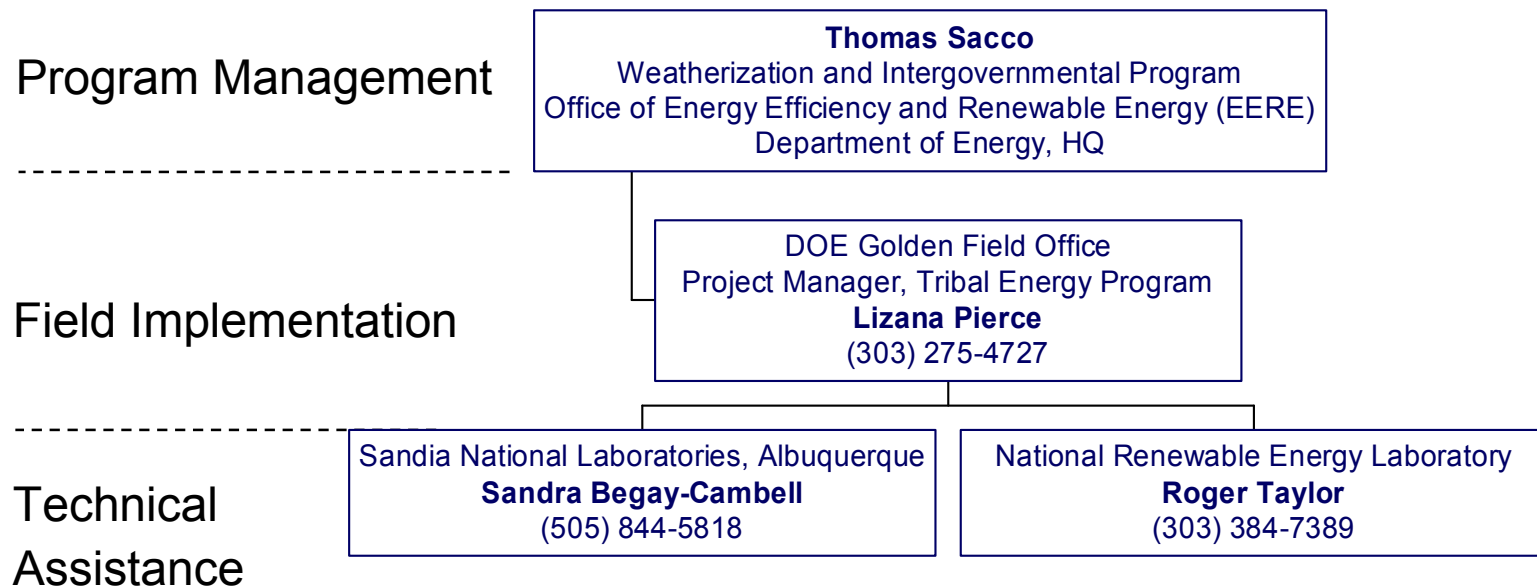 Program Management
Thomas Sacco
Weatherization and Intergovernmental Program
Office of Energy Efficiency and Renewable Energy (EERE)
Department of Energy, HQ
Field Implementation
DOE Golden Field Office
Project Manager, Tribal Energy Program
Lizana Pierce
(303) 275-4727
Technical
Assistance
Sandia National Laboratories, Albuquerque
Sandra Begay-Cambell
(505) 844-5818
National Renewable Energy Laboratory
Roger Taylor
(303) 384-7389